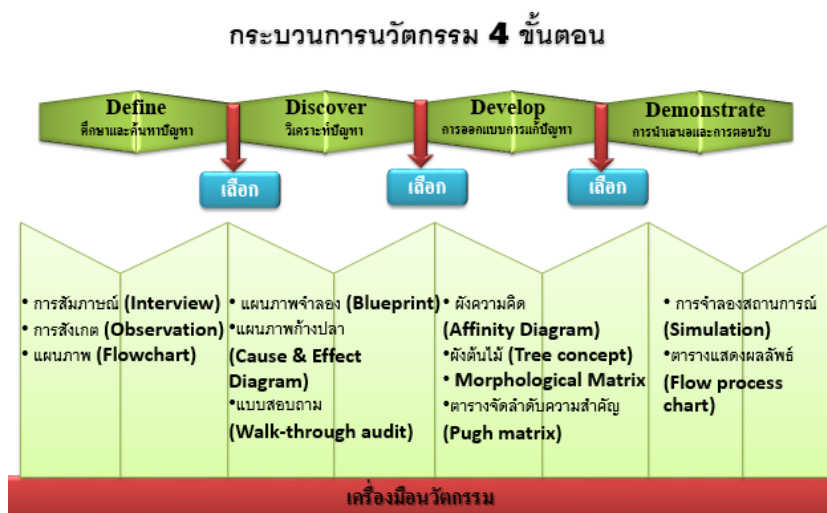 กระบวนการนวัตกรรม 4 ขั้นตอน
Define
ศึกษาและค้นหาปัญหา
Discover
วิเคราะห์ปัญหา
Develop
การออกแบบการแก้ปัญหา
Demonstrate
การนำเสนอและการตอบรับ
เลือก
เลือก
เลือก
• การสัมภาษณ์ (Interview)
• การสังเกต (Observation)
• แผนภาพ (Flowchart)
• แผนภาพจำลอง (Blueprint)
•แผนภาพก้างปลา
(Cause & Effect
Diagram)
•แบบสอบถาม
(Walk-through audit)
• ผังความคิด
(Affinity Diagram)
•ผังต้นไม้ (Tree concept)
• Morphological Matrix
•ตารางจัดลำดับความสำคัญ
(Pugh matrix)
• การจำลองสถานการณ์
(Simulation)
•ตารางแสดงผลลัพธ์
(Flow process
chart)
เครื่องมือนวัตกรรม